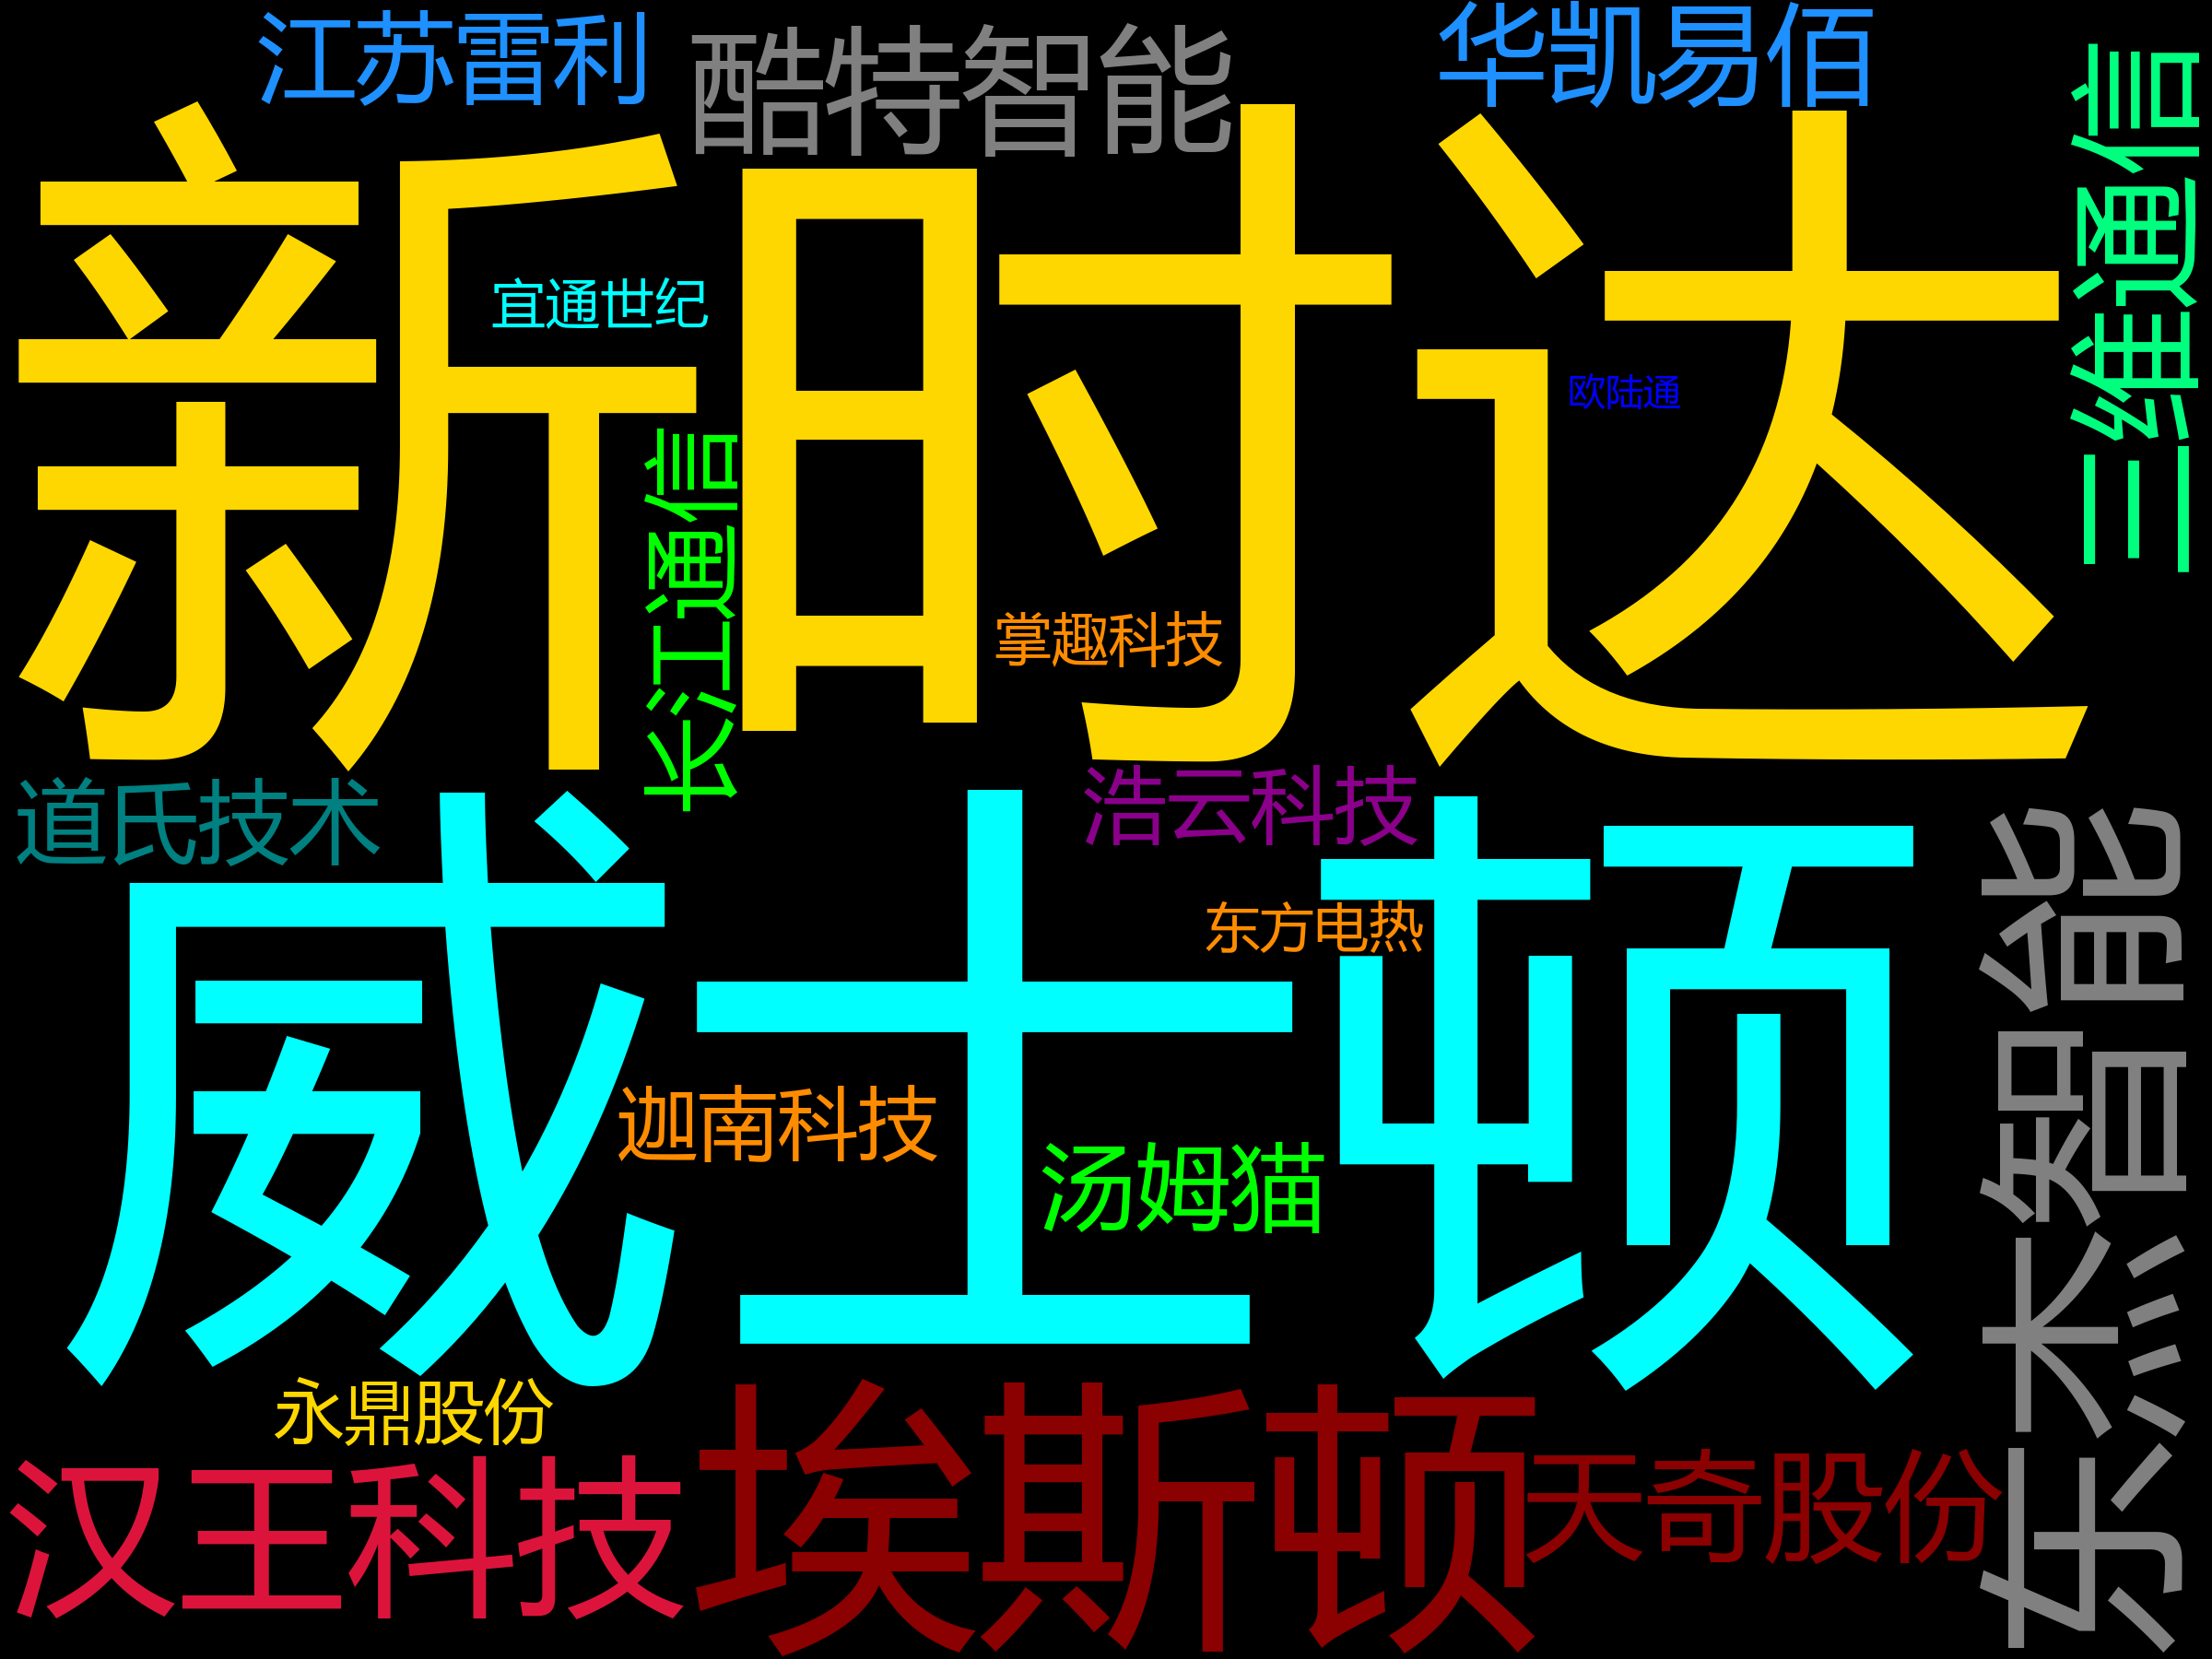 江苏雷利
酷特智能
华凯易佰
三维通信
新时达
宜通世纪
欧陆通
长江通信
掌趣科技
道氏技术
浩云科技
威士顿
东方电热
东杰智能
迦南科技
汤姆猫
永鼎股份
汉王科技
埃斯顿
天奇股份